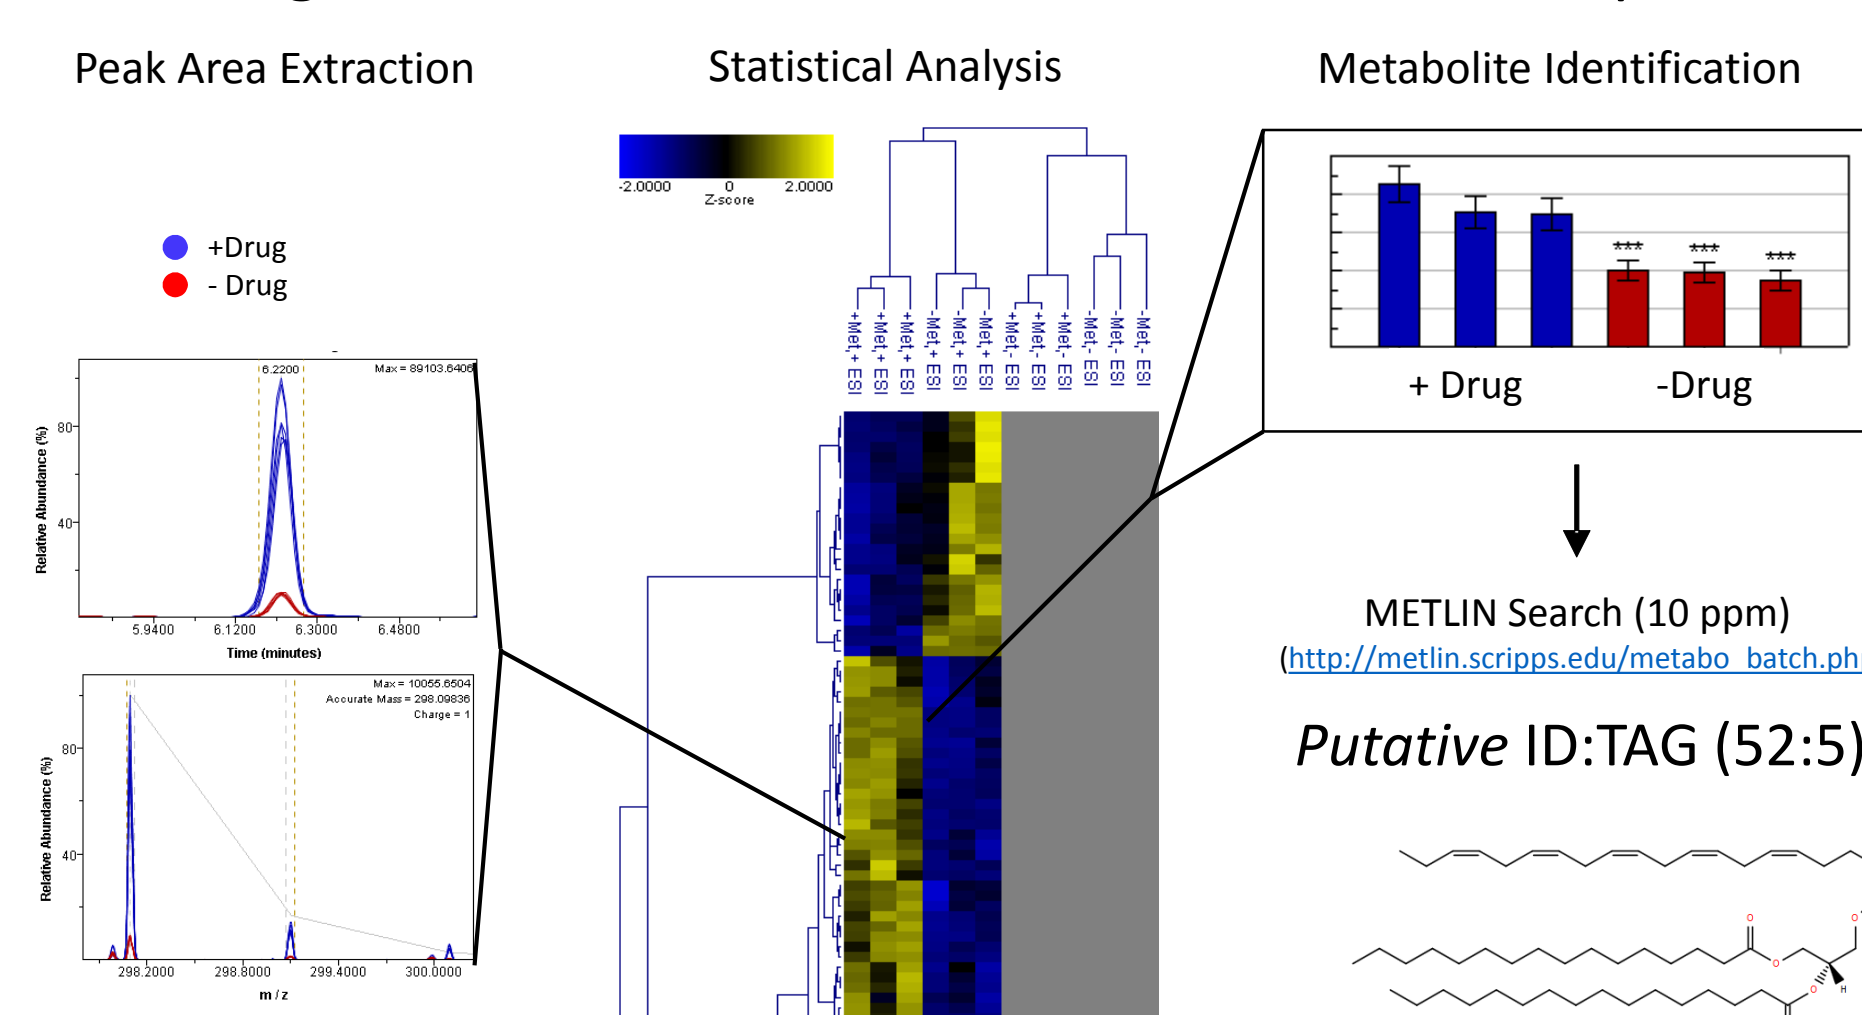 Peak Area Extraction
Statistical Analysis
Metabolite Identification
-2.0000 0 2.0000
Z-score
+Drug
- Drug
+Met,+ ESI
+Met,+ ESI
+Met,+ ESI
-Met,+ ESI
-Met,+ ESI
-Met,+ ESI
+Met,- ESI
+Met,- ESI
+Met,- ESI
-Met,- ESI
-Met,- ESI
-Met,- ESI
*** *** ***
+ Drug -Drug
6.2200
Max = 89103.6406
80
40
Relative Abundance (%)
5.9400 6.1200 6.3000 6.4800
Time (minutes)
Max = 10055.6504
Accurate Mass = 298.09836
Charge = 1
80
40
Relative Abundance (%)
298.2000 298.8000 299.4000 300.0000
m / z
METLIN Search (10 ppm)
(http://metlin.scripps.edu/metabo_batch.ph
Putative ID:TAG (52:5)
O
O
O
O
H